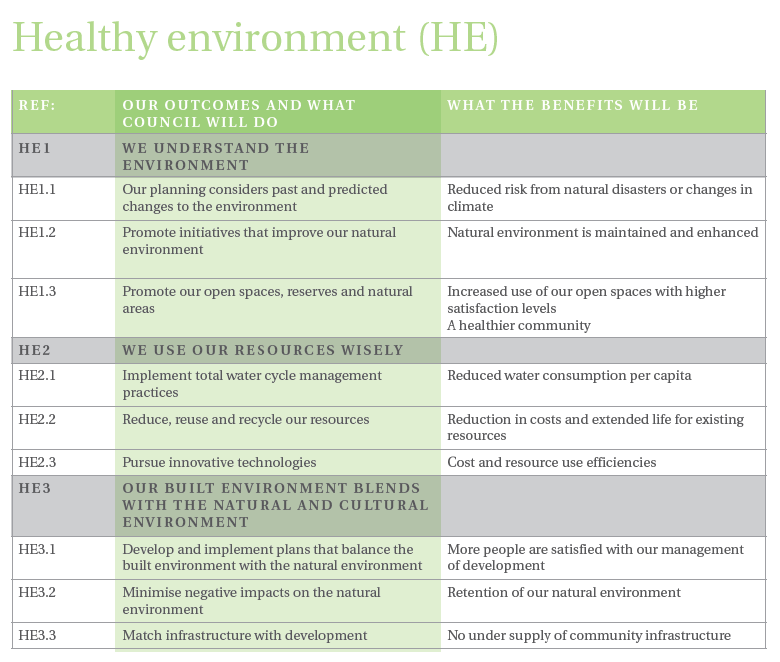 Healthy environment (HE)
REF: OUR OUTCOMES AND WHAT COUNCIL WILL DO WHAT THE BENEFITS WILL BE
HE1 WE UNDERSTAND THE ENVIRONMENT
HE1.1 Our planning considers past and predicted changes to the environment Reduced risk from natural disasters or changes in climate
HE1.2 Promote initiatives that improve our natural environment Natural environment is maintained and enhanced
HE1.3 Promote our open spaces, reserves and natural areas Increased use of our open spaces with higher satisfaction levels
A healthier community
HE2 WE USE OUR RESOURCES WISELY
HE2.1 Implement total water cycle management practices Reduced water consumption per capita
HE2.2 Reduce, reuse and recycle our resources Reduction in costs and extended life for existing resources
HE2.3 Pursue innovative technologies Cost and resource use efficiencies
HE3 OUR BUILT ENVIRONMENT BLENDS WITH THE NATURAL AND CULTURAL ENVIRONMENT
HE3.1 Develop and implement plans that balance the built environment with the natural environment More people are satisfied with our management of development
HE3.2 Minimise negative impacts on the natural environment Retention of our natural environment
HE3.3 Match infrastructure with development No under supply of community infrastructure